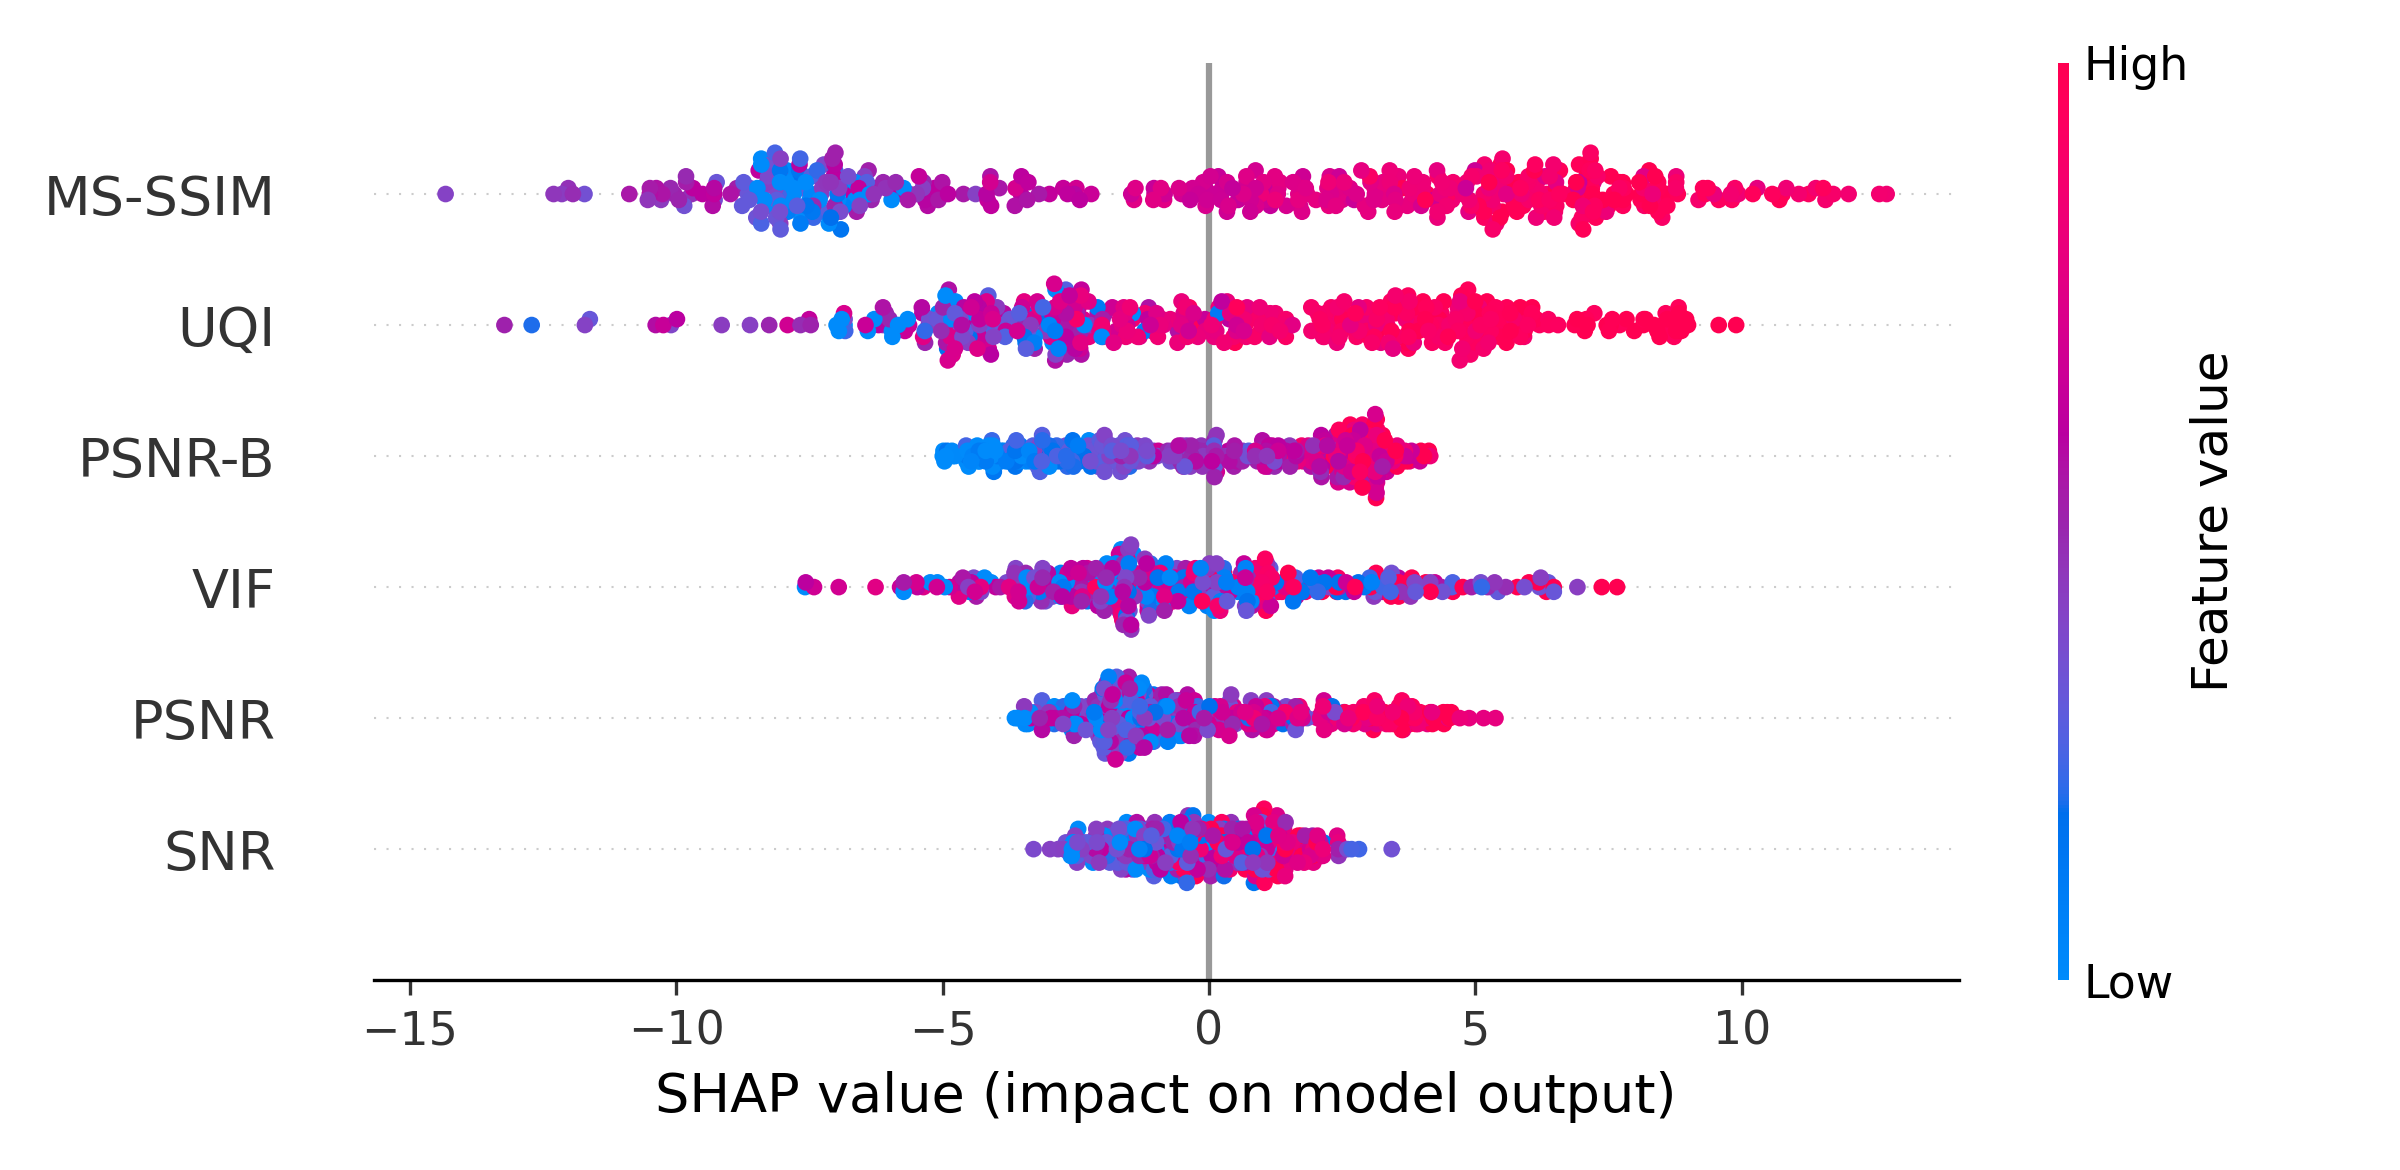 High
MS-SSIM
UQI
PSNR-B
VIF
PSNR
SNR
Feature value
Low
−15 −10 −5 0 5 10
SHAP value (impact on model output)